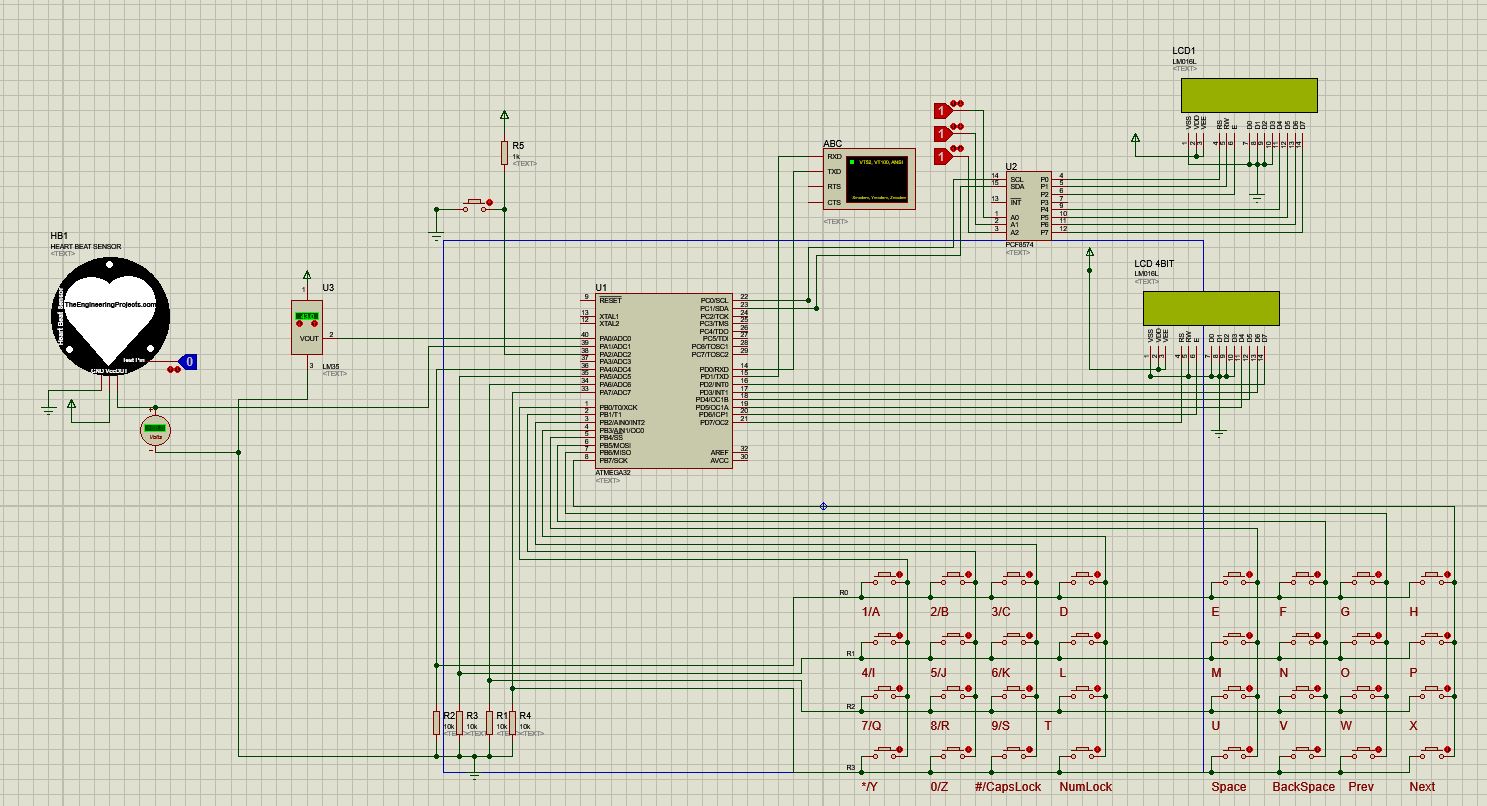 LCD1
LM016L
<TEXT>
VSS
VDD
VEE
RS
RW
E
D0
D1
D2
D3
D4
D5
D6
D7
1
2
3
4
5
6
7
8
9
10
11
12
13
14
R5
1k
<TEXT>
1
1
1
ABC
RXD
TXD
RTS
CTS
VT52, VT100, ANSI
Xmodem, Ymodem, Zmodem
<TEXT>
U2
14 SCL P0 4
15 SDA P1 5
P2 6
13 INT P3 7
P4 9
1 A0 P5 10
2 A1 P6 11
3 A2 P7 12
PCF8574
<TEXT>
HB1
HEART BEAT SENSOR
<TEXT>
TheEngineeringProjects.com
Heart Beat Sensor
Test Pin
GND Vcc OUT
0
Volts
U3
1
VOUT 2
3
LM35
<TEXT>
LCD 4BIT
LM016L
<TEXT>
VSS
VDD
VEE
RS
RW
E
D0
D1
D2
D3
D4
D5
D6
D7
1
2
3
4
5
6
7
8
9
10
11
12
13
14
U1
9 RESET PC0/SCL 22
PC1/SDA 23
13 XTAL1 PC2/TCK 24
12 XTAL2 PC3/TMS 25
PC4/TDO 26
40 PA0/ADC0 PC5/TDI 27
39 PA1/ADC1 PC6/TOSC1 28
38 PA2/ADC2 PC7/TOSC2 29
37 PA3/ADC3
36 PA4/ADC4 PD0/RXD 14
35 PA5/ADC5 PD1/TXD 15
34 PA6/ADC6 PD2/INT0 16
33 PA7/ADC7 PD3/INT1 17
PD4/OC1B 18
1 PB0/T0/XCK PD5/OC1A 19
2 PB1/T1 PD6/ICP1 20
3 PB2/AIN0/INT2 PD7/OC2 21
4 PB3/AIN1/OC0
5 PB4/SS
6 PB5/MOSI
7 PB6/MISO AREF 32
8 PB7/SCK AVCC 30
ATMEGA32
<TEXT>
R0
1/A 2/B 3/C D E F G H
R1
4/I 5/J 6/K L M N O P
R2
7/Q 8/R 9/S T U V W X
R3
*/Y 0/Z #/CapsLock NumLock Space BackSpace Prev Next
R2 R3 R1 R4
10k 10k 10k 10k
<TEXT>